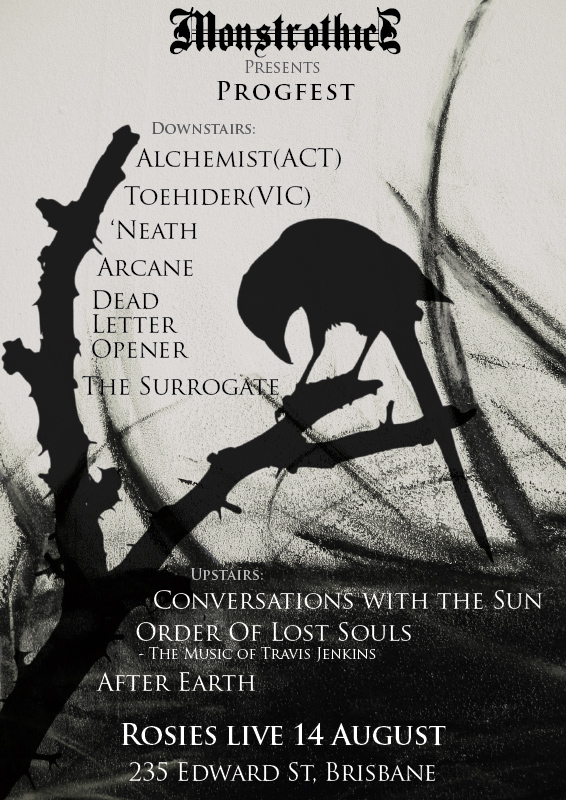 Monstrothic
Presents
Progfest
Downstairs:
Alchemist(ACT)
Toehider(VIC)
‘Neath
Arcane
Dead
Letter
Opener
The Surrogate
Upstairs:
Conversations with the Sun
Order Of Lost Souls
- The Music of Travis Jenkins
After Earth
Rosies live 14 August
235 Edward St, Brisbane